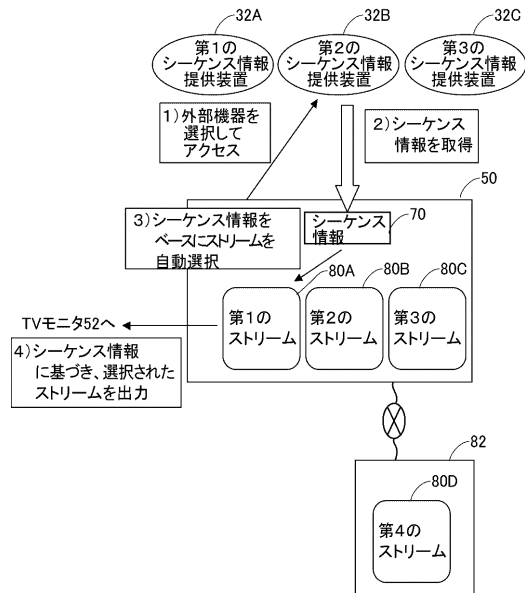 32A
32B
32C
第1の
シーケンス情報
提供装置
第2の
シーケンス情報
提供装置
第3の
シーケンス情報
提供装置
1)外部機器を
選択して
アクセス
2)シーケンス
情報を取得
50
3)シーケンス情報を
ベースにストリームを
自動選択
シーケンス
情報
70
80A
80B
80C
第1の
ストリーム
第2の
ストリーム
第3の
ストリーム
TVモニタ52へ
4)シーケンス情報
に基づき、選択された
ストリームを出力
82
80D
第4の
ストリーム